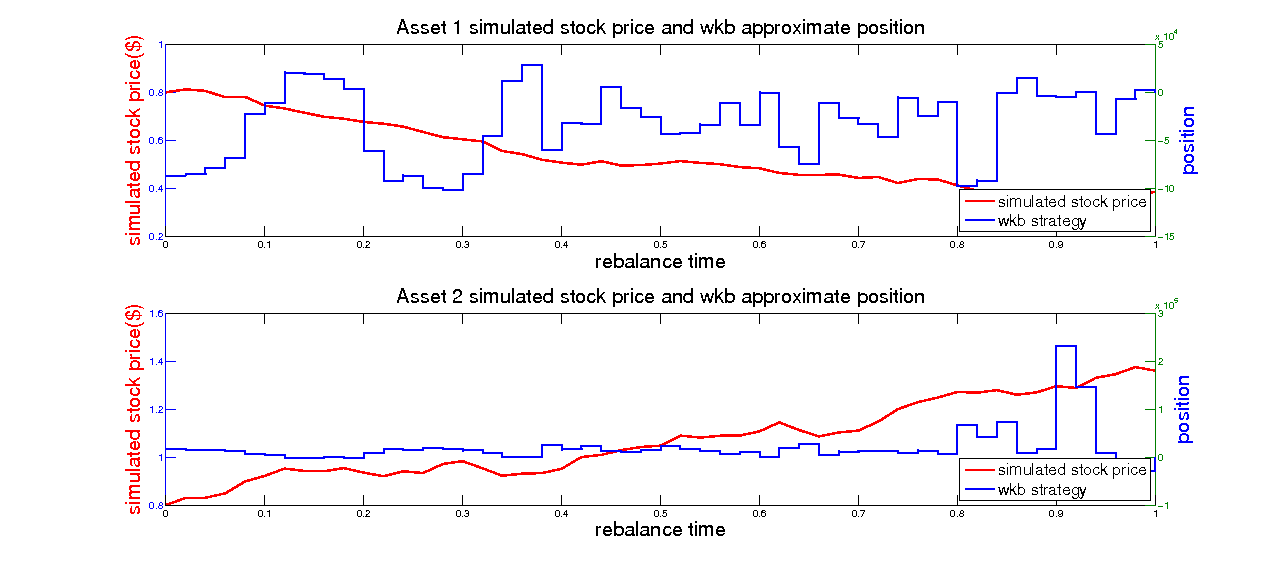 Asset 1 simulated stock price and wkb approximate position
x 10^4
simulated stock price($)
1
0.8
0.6
0.4
0.2
5
0
-5
-10
-15
position
simulated stock price
wkb strategy
0 0.1 0.2 0.3 0.4 0.5 0.6 0.7 0.8 0.9 1
rebalance time
Asset 2 simulated stock price and wkb approximate position
simulated stock price($)
1.6
1.4
1.2
1
0.8
3
2
1
0
-1
position
simulated stock price
wkb strategy
0 0.1 0.2 0.3 0.4 0.5 0.6 0.7 0.8 0.9 1
rebalance time